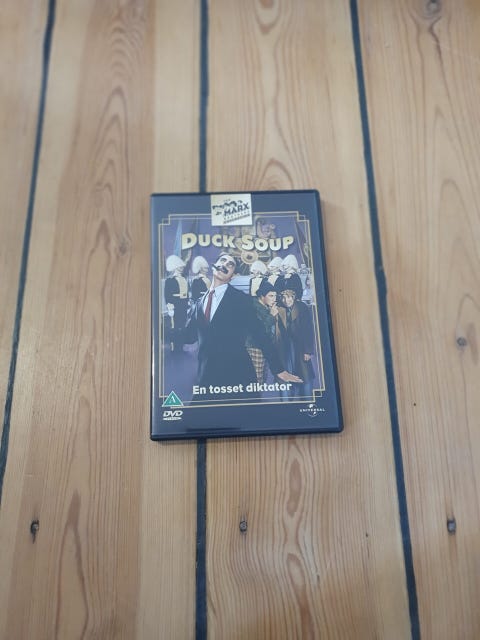 MARX
DUCK SOUP
En tosset diktator
A
DVD
UNIVERSAL